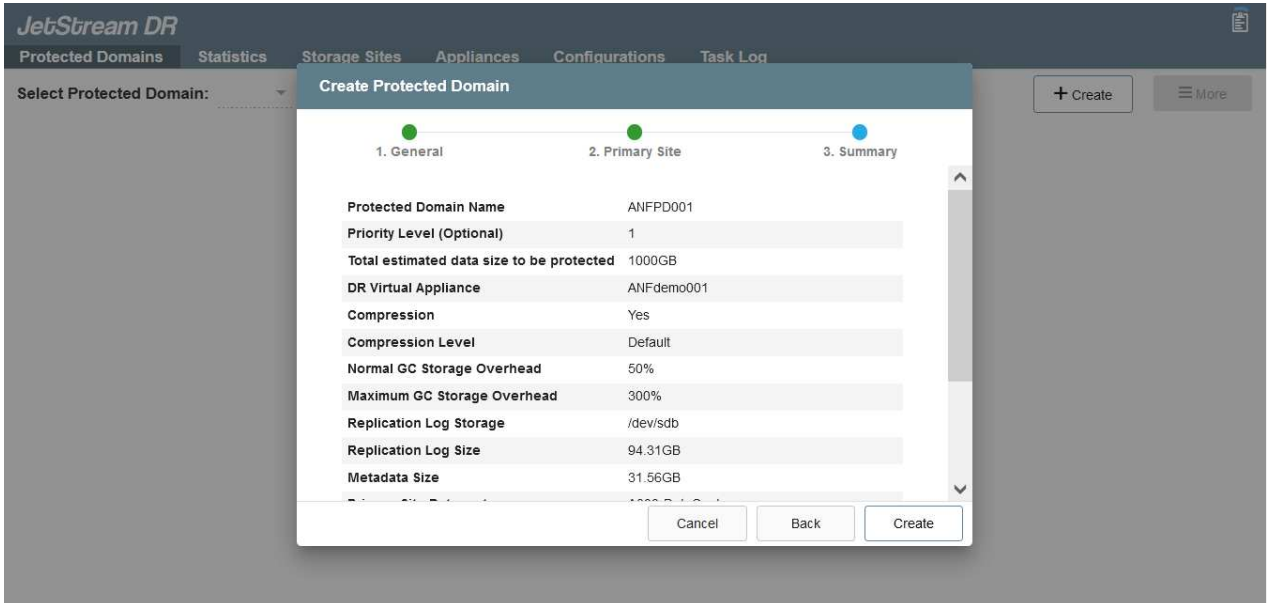 JetStream DR
Protected Domains Statistics Storage Sites Appliances Configurations Task Log
Select Protected Domain:
+ Create
More
Create Protected Domain
1. General 2. Primary Site 3. Summary
Protected Domain Name ANFPD001
Priority Level (Optional) 1
Total estimated data size to be protected 1000GB
DR Virtual Appliance ANFdemo001
Compression Yes
Compression Level Default
Normal GC Storage Overhead 50%
Maximum GC Storage Overhead 300%
Replication Log Storage /dev/sdb
Replication Log Size 94.31GB
Metadata Size 31.56GB
Cancel Back Create